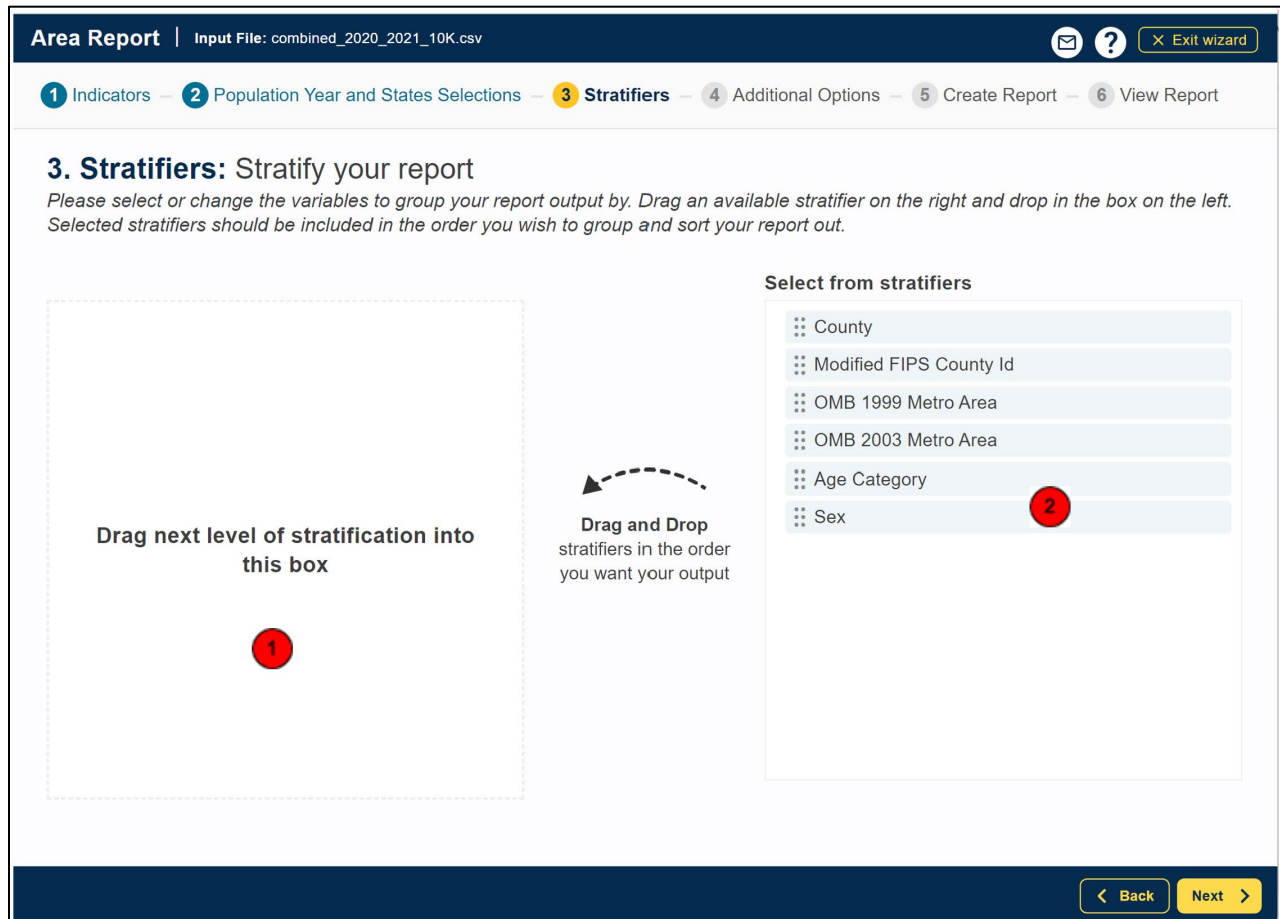 Area Report | Input File: combined_2020_2021_10K.csv
? × Exit wizard
1 Indicators – 2 Population Year and States Selections – 3 Stratifiers – 4 Additional Options – 5 Create Report – 6 View Report
3. Stratifiers: Stratify your report
Please select or change the variables to group your report output by. Drag an available stratifier on the right and drop in the box on the left.
Selected stratifiers should be included in the order you wish to group and sort your report out.
Drag next level of stratification into
this box
1
Drag and Drop
stratifiers in the order
you want your output
Select from stratifiers
County
Modified FIPS County Id
OMB 1999 Metro Area
OMB 2003 Metro Area
Age Category
Sex
2
< Back
Next >